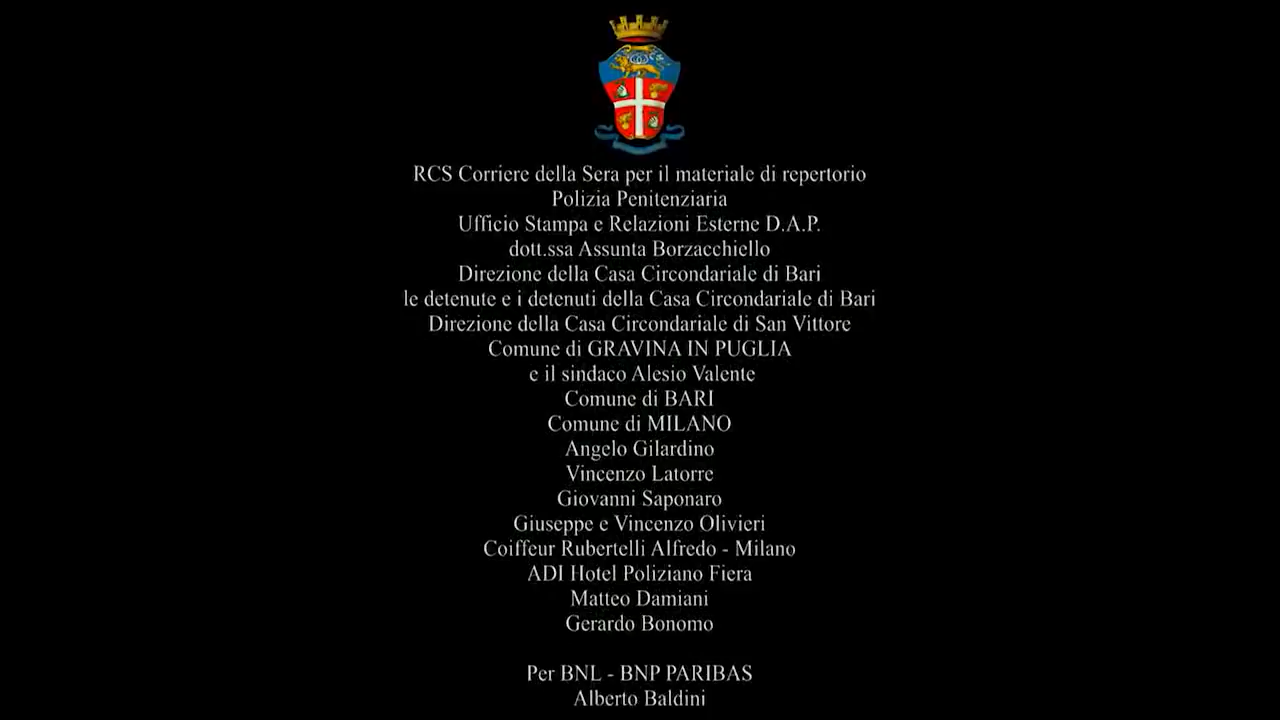 RCS Corriere della Sera per il materiale di repertorio
Polizia Penitenziaria
Ufficio Stampa e Relazioni Esterne D.A.P.
dott.ssa Assunta Borzacchiello
Direzione della Casa Circondariale di Bari
le detenute e i detenuti della Casa Circondariale di Bari
Direzione della Casa Circondariale di San Vittore
Comune di GRAVINA IN PUGLIA
e il sindaco Alesio Valente
Comune di BARI
Comune di MILANO
Angelo Gilardino
Vincenzo Latorre
Giovanni Saponaro
Giuseppe e Vincenzo Olivieri
Coiffeur Rubertelli Alfredo - Milano
ADI Hotel Poliziano Fiera
Matteo Damiani
Gerardo Bonomo
Per BNL - BNP PARIBAS
Alberto Baldini